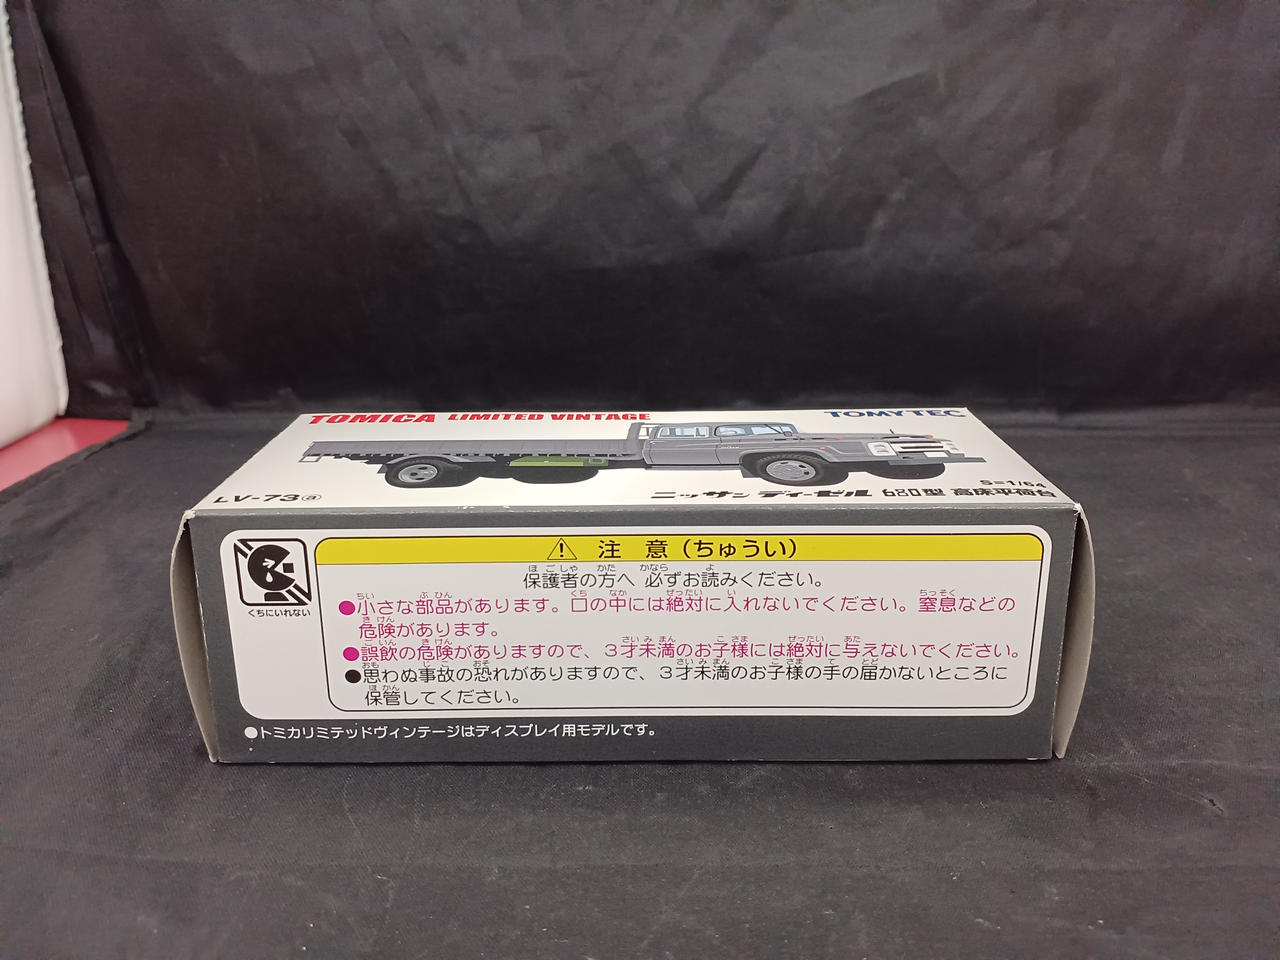 TOMICA LIMITED VINTAGE
TOMYTEC
S=1/64
LV-73ⓐ
ニッサン ディーゼル 680型 高床平荷台
くちにいれない
注 意(ちゅうい)
保護者の方へ 必ずお読みください。
●小さな部品があります。口の中には絶対に入れないでください。窒息などの
危険があります。
●誤飲の危険がありますので、3才未満のお子様には絶対に与えないでください。
●思わぬ事故の恐れがありますので、3才未満のお子様の手の届かないところに
保管してください。
●トミカリミテッドヴィンテージはディスプレイ用モデルです。